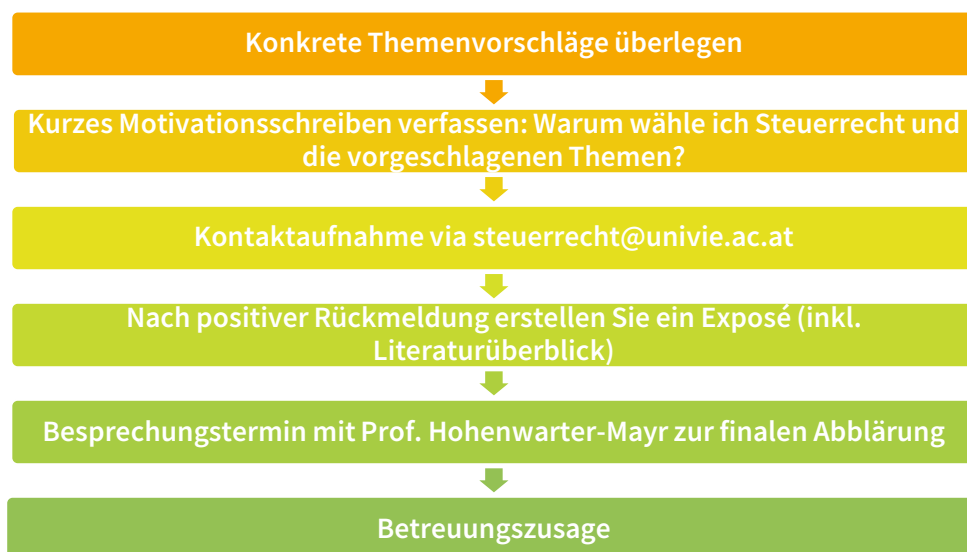 Konkrete Themenvorschläge überlegen
Kurzes Motivationsschreiben verfassen: Warum wähle ich Steuerrecht und
die vorgeschlagenen Themen?
Kontaktaufnahme via steuerrecht@univie.ac.at
Nach positiver Rückmeldung erstellen Sie ein Exposé (inkl.
Literaturüberblick)
Besprechungstermin mit Prof. Hohenwarter-Mayr zur finalen Abblärung
Betreuungszusage